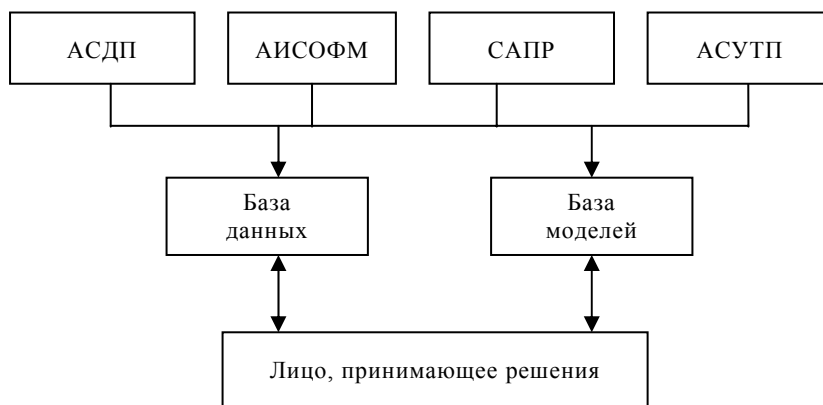 АСДП
АИСОФМ
САПР
АСУТП
База
данных
База
моделей
Лицо, принимающее решения